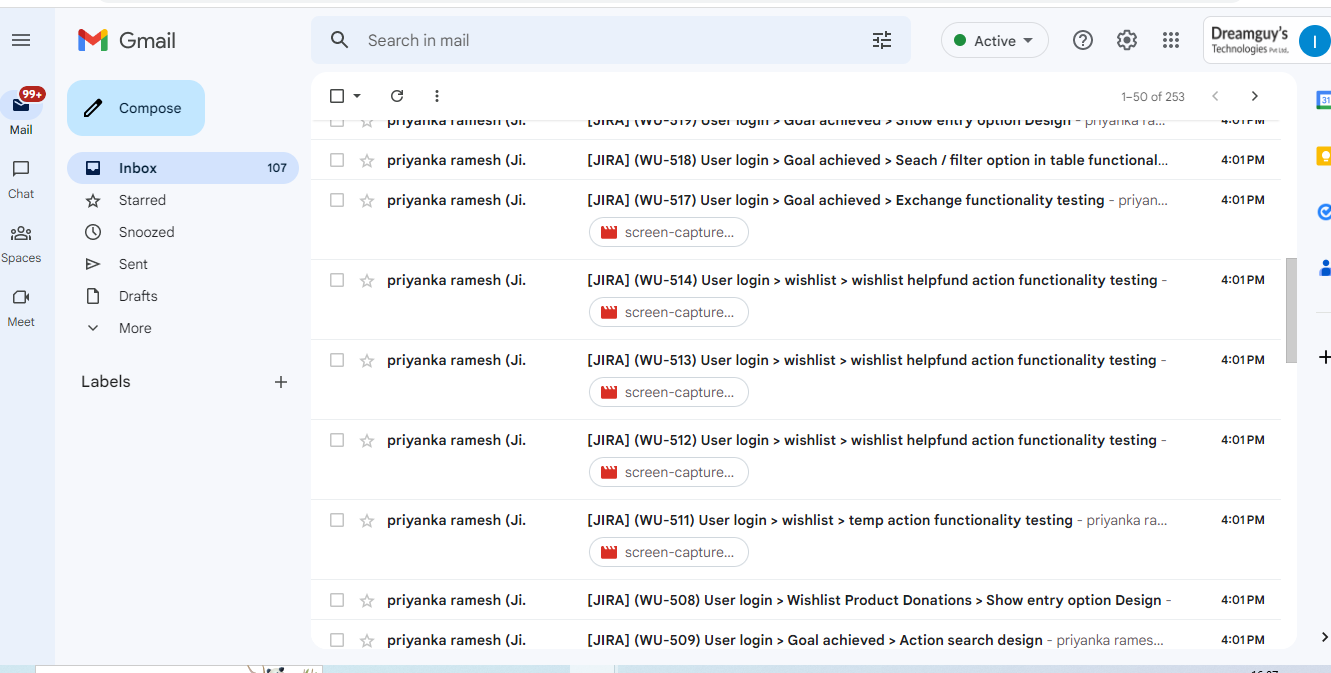 Gmail
Search in mail
Active
Dreamguy's
Technologies Pvt Ltd.
I
99+
Mail
Compose
1–50 of 253
31
priyanka ramesh (Ji. [JIRA] (WU-519) User login > Goal achieved > Show entry option Design - priyanka ra... 4:01 PM
Inbox 107
priyanka ramesh (Ji. [JIRA] (WU-518) User login > Goal achieved > Seach / filter option in table functional... 4:01 PM
Chat
Starred
priyanka ramesh (Ji. [JIRA] (WU-517) User login > Goal achieved > Exchange functionality testing - priyan... 4:01 PM
Snoozed
screen-capture...
Spaces
Sent
priyanka ramesh (Ji. [JIRA] (WU-514) User login > wishlist > wishlist helpfund action functionality testing - 4:01 PM
Drafts
screen-capture...
Meet
More
priyanka ramesh (Ji. [JIRA] (WU-513) User login > wishlist > wishlist helpfund action functionality testing - 4:01 PM
Labels
screen-capture...
priyanka ramesh (Ji. [JIRA] (WU-512) User login > wishlist > wishlist helpfund action functionality testing - 4:01 PM
screen-capture...
priyanka ramesh (Ji. [JIRA] (WU-511) User login > wishlist > temp action functionality testing - priyanka ra... 4:01 PM
screen-capture...
priyanka ramesh (Ji. [JIRA] (WU-508) User login > Wishlist Product Donations > Show entry option Design - 4:01 PM
priyanka ramesh (Ji. [JIRA] (WU-509) User login > Goal achieved > Action search design - priyanka rames... 4:01 PM